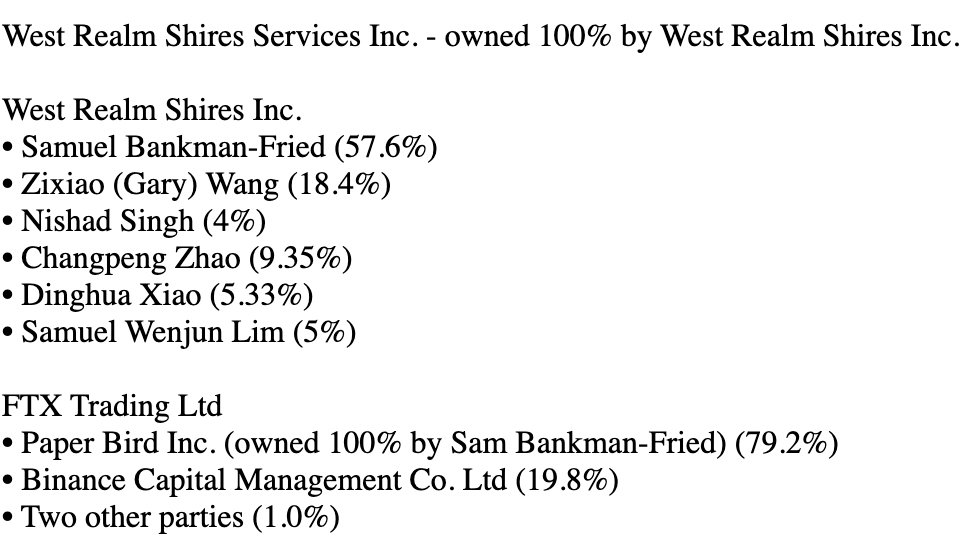 West Realm Shires Services Inc. - owned 100% by West Realm Shires Inc.
West Realm Shires Inc.
• Samuel Bankman-Fried (57.6%)
• Zixiao (Gary) Wang (18.4%)
• Nishad Singh (4%)
• Changpeng Zhao (9.35%)
• Dinghua Xiao (5.33%)
• Samuel Wenjun Lim (5%)
FTX Trading Ltd
• Paper Bird Inc. (owned 100% by Sam Bankman-Fried) (79.2%)
• Binance Capital Management Co. Ltd (19.8%)
• Two other parties (1.0%)